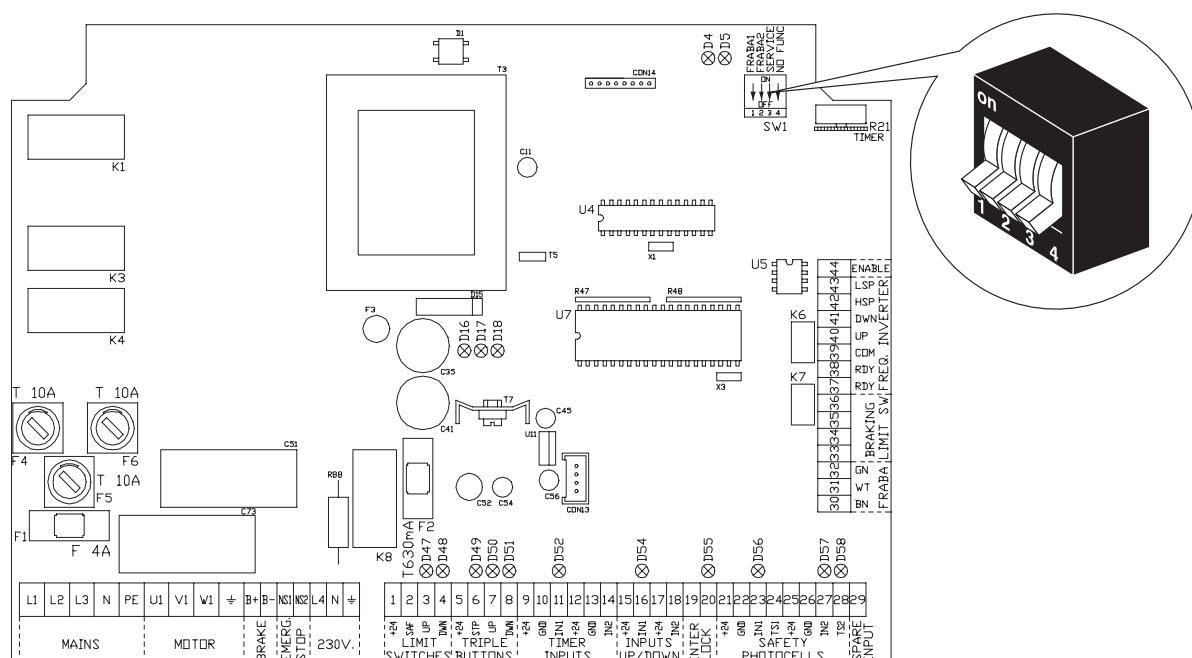 D1
T3
CON14
D4
D5
FRABA1
FRABA2
SERVICE
NO FUNC
ON
OFF
1 2 3 4
SW1
R21
TIMER
on
1 2 3 4
K1
C11
U4
X1
T5
U5
K3
K4
D15
F3
D16
D17
D18
C35
R47
R48
U7
X3
K6
K7
44 ENABLE
43 LSP
42 HSP
41 DWN
40 UP
39 COM
38 RDY
37 RDY
FREQ. INVERTER
36
35
34
33
BRAKING
LIMIT SW
32 GN
31 WT
30 BN
FRABA
T 10A
T 10A
F4
F6
T 10A
F5
F1
F 4A
C51
C73
R88
K8
C41
T7
C45
U11
C56
CON13
C52
C54
T630mA
F2
D47
D48
D49
D50
D51
D52
D54
D55
D56
D57
D58
L1 L2 L3 N PE U1 V1 W1 B+ B- NS1 NS2 L4 N
MAINS
MOTOR
BRAKE
EMERG.
STOP
230V.
1 2 3 4 5 6 7 8 9 10 11 12 13 14 15 16 17 18 19 20 21 22 23 24 25 26 27 28 29
+24 SAF UP DWN +24 STP UP DWN +24 GND IN1 +24 GND IN2 +24 IN1 +24 IN2 +24 GND IN1 TS1 +24 GND IN2 TS2
LIMIT
SWITCHES
TRIPLE
BUTTONS
TIMER
INPUTS
INPUTS
UP/DOWN
SAFETY
PHOTOCELLS
SPARE
INPUT